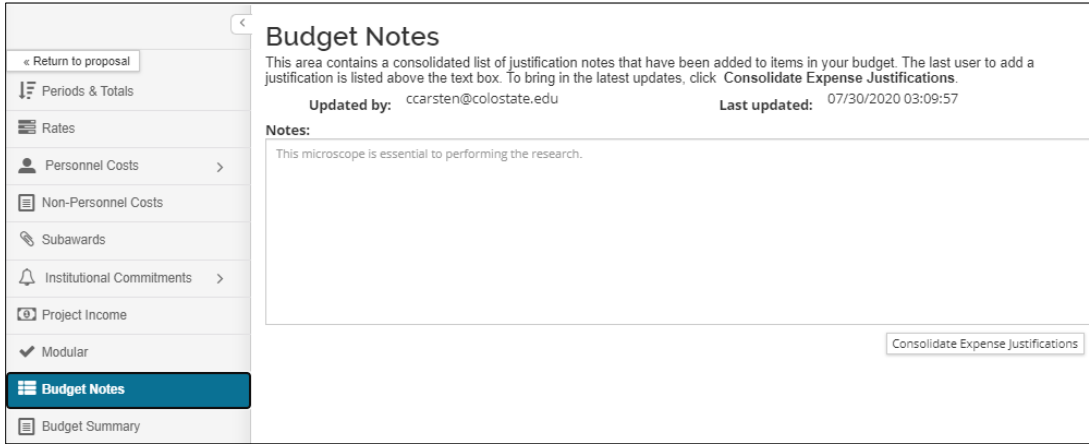 « Return to proposal
Periods & Totals
Rates
Personnel Costs
Non-Personnel Costs
Subawards
Institutional Commitments
Project Income
Modular
Budget Notes
Budget Summary
Budget Notes
This area contains a consolidated list of justification notes that have been added to items in your budget. The last user to add a
justification is listed above the text box. To bring in the latest updates, click Consolidate Expense Justifications.
Updated by: ccarsten@colostate.edu Last updated: 07/30/2020 03:09:57
Notes:
This microscope is essential to performing the research.
Consolidate Expense Justifications